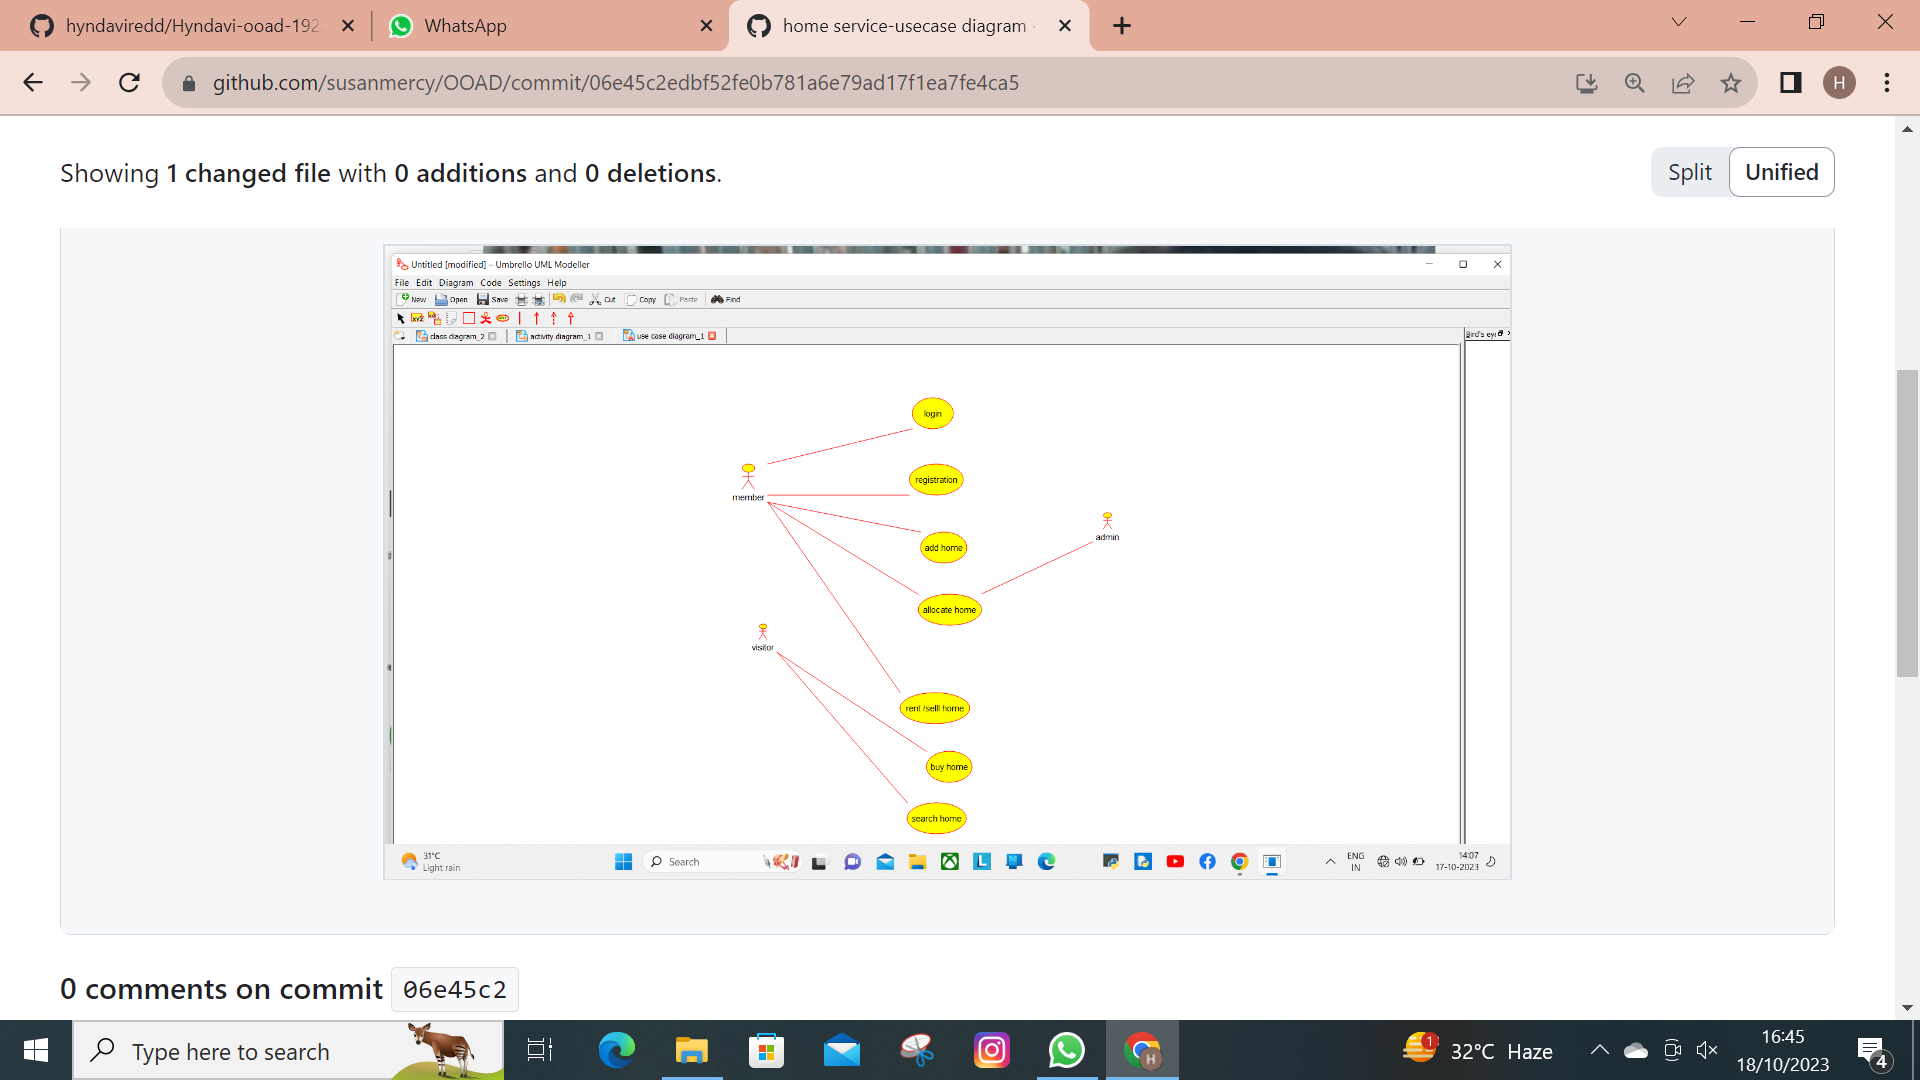 hyndaviredd/Hyndavi-ooad-192
WhatsApp
home service-usecase diagram
github.com/susanmercy/OOAD/commit/06e45c2edbf52fe0b781a6e79ad17f1ea7fe4ca5
H
Showing 1 changed file with 0 additions and 0 deletions.
Split Unified
Untitled [modified] - Umbrello UML Modeller
File Edit Diagram Code Settings Help
New Open Save Cut Copy Paste Find
class diagram_2 activity diagram_1 use case diagram_1
Bird's eye
login
registration
member
add home
admin
allocate home
visitor
rent /selll home
buy home
search home
31°C
Light rain
Search
ENG
IN
14:07
17-10-2023
0 comments on commit 06e45c2
Type here to search
H
1
32°C Haze
16:45
18/10/2023
4